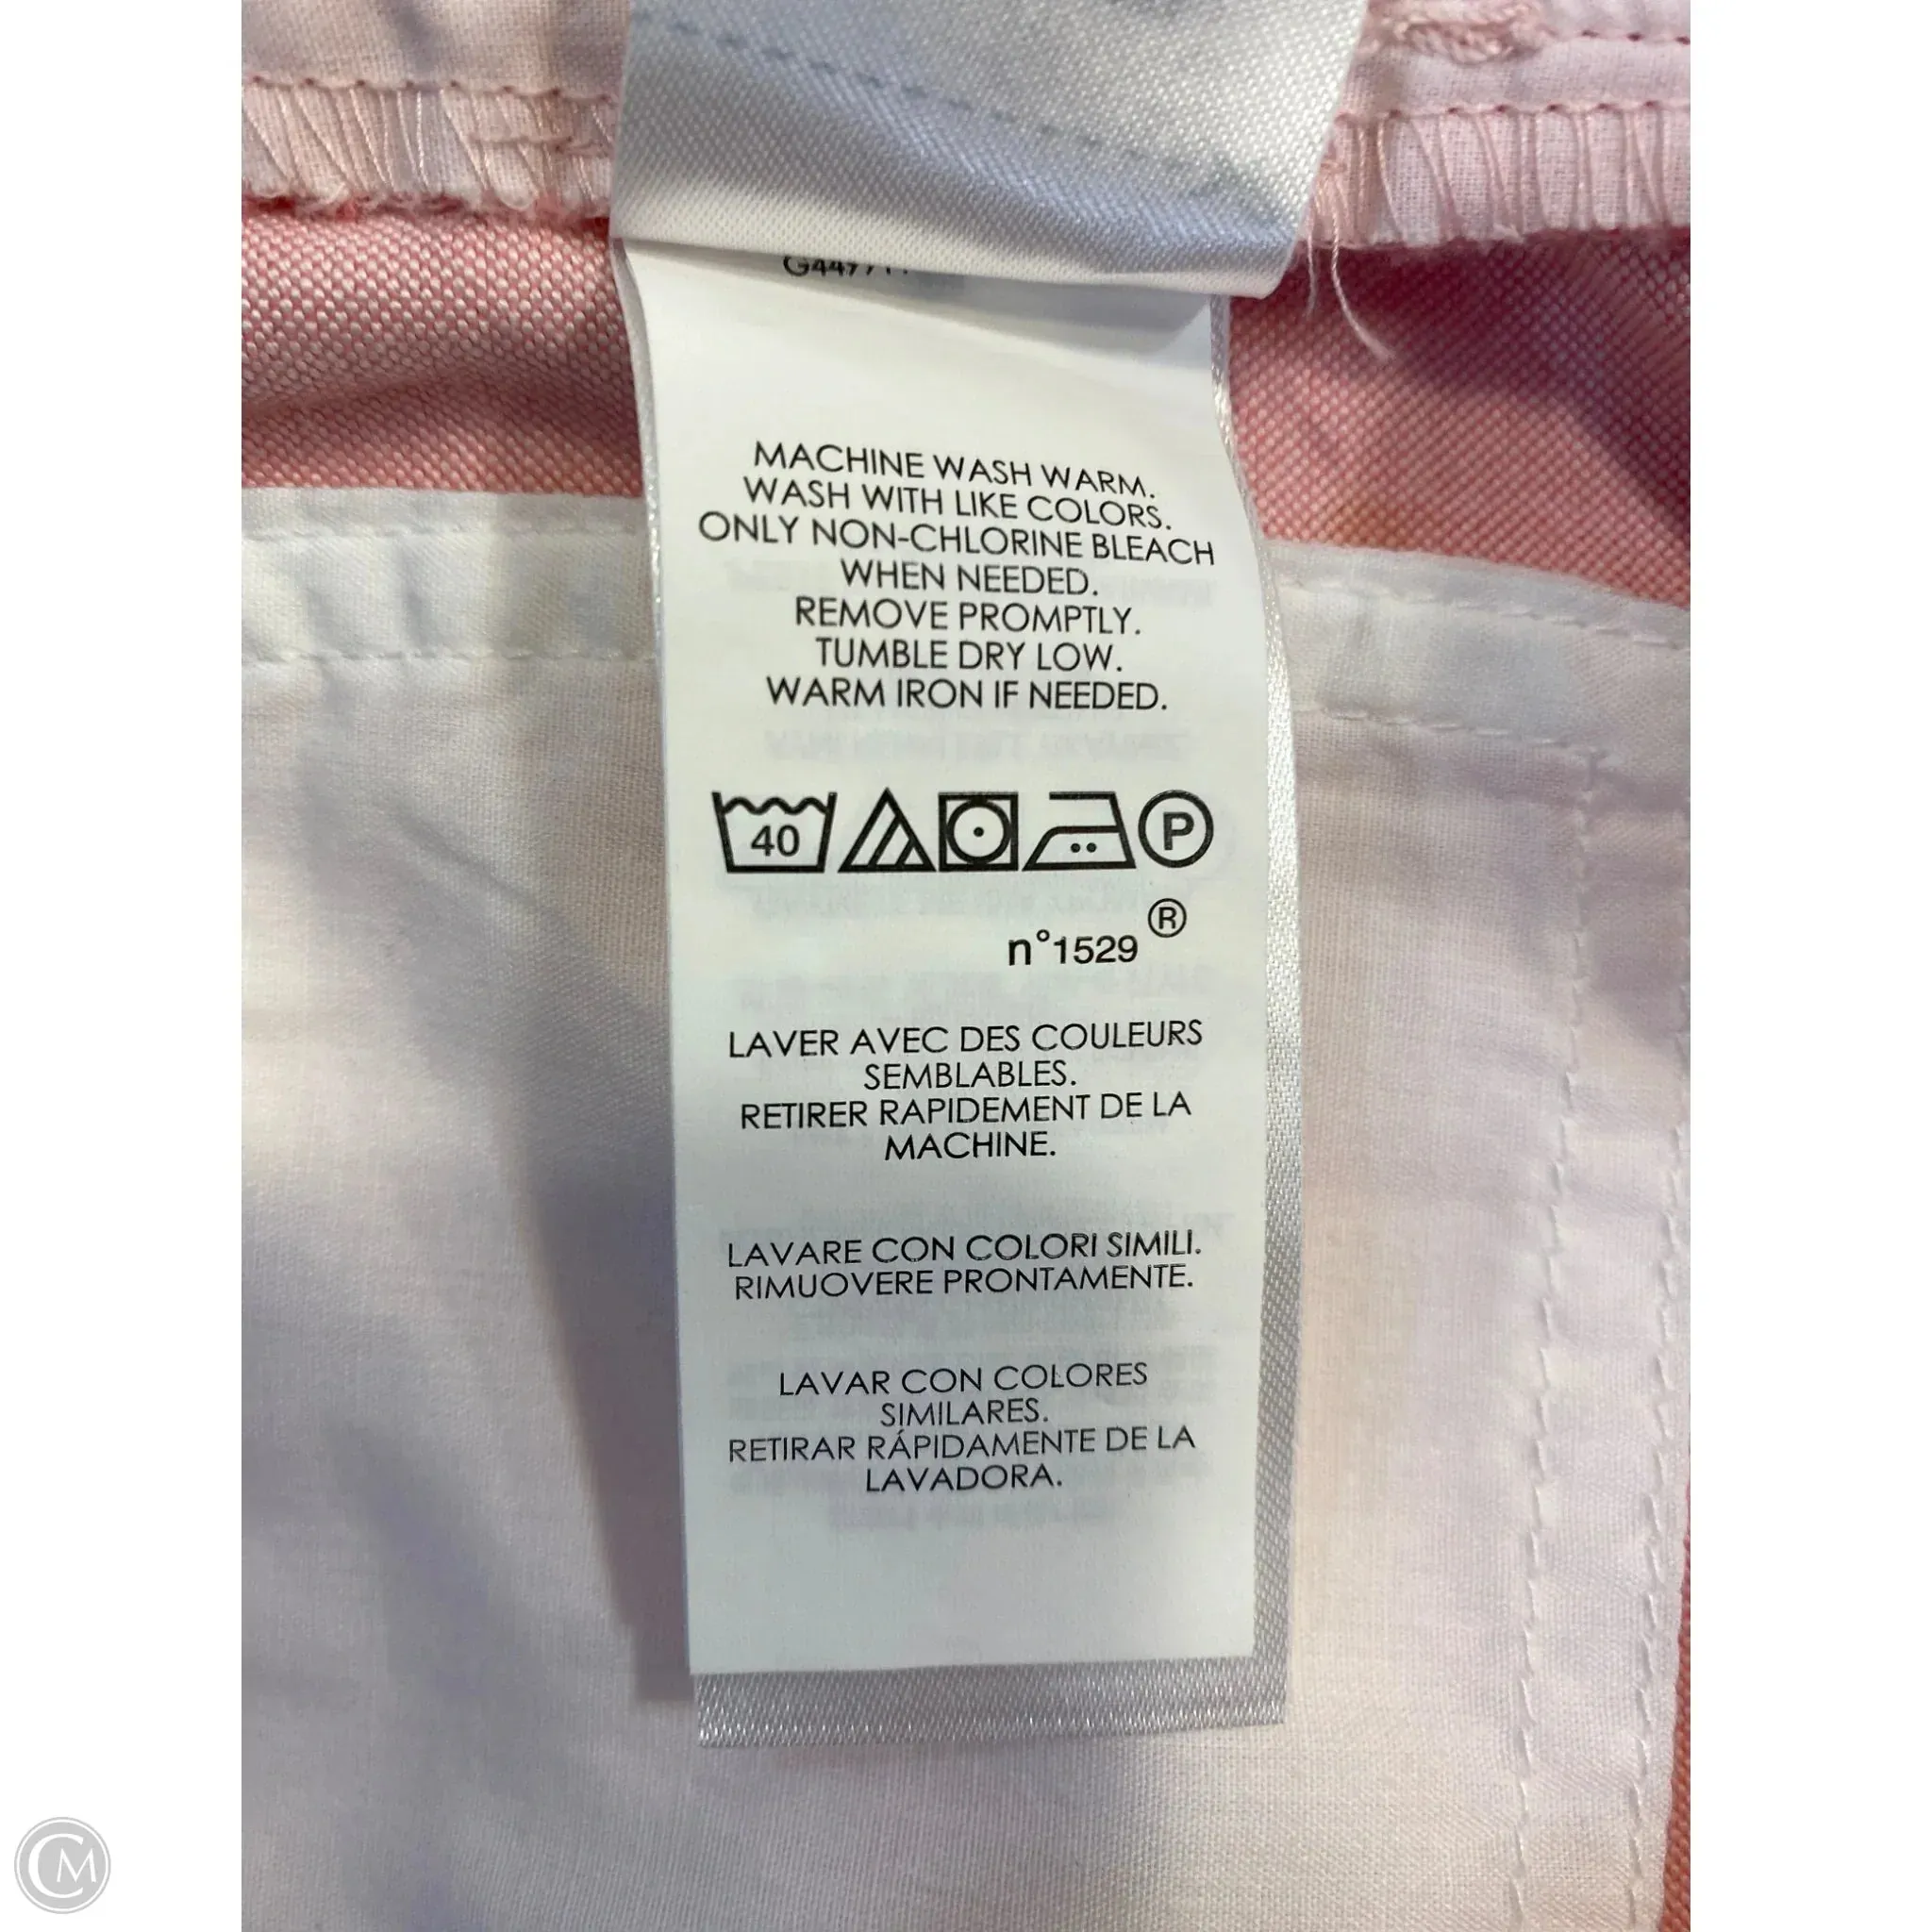 MACHINE WASH WARM.
WASH WITH LIKE COLORS.
ONLY NON-CHLORINE BLEACH
WHEN NEEDED.
REMOVE PROMPTLY.
TUMBLE DRY LOW.
WARM IRON IF NEEDED.
40 P
®
n°1529
LAVER AVEC DES COULEURS
SEMBLABLES.
RETIRER RAPIDEMENT DE LA
MACHINE.
LAVARE CON COLORI SIMILI.
RIMUOVERE PRONTAMENTE.
LAVAR CON COLORES
SIMILARES.
RETIRAR RÁPIDAMENTE DE LA
LAVADORA.
CM